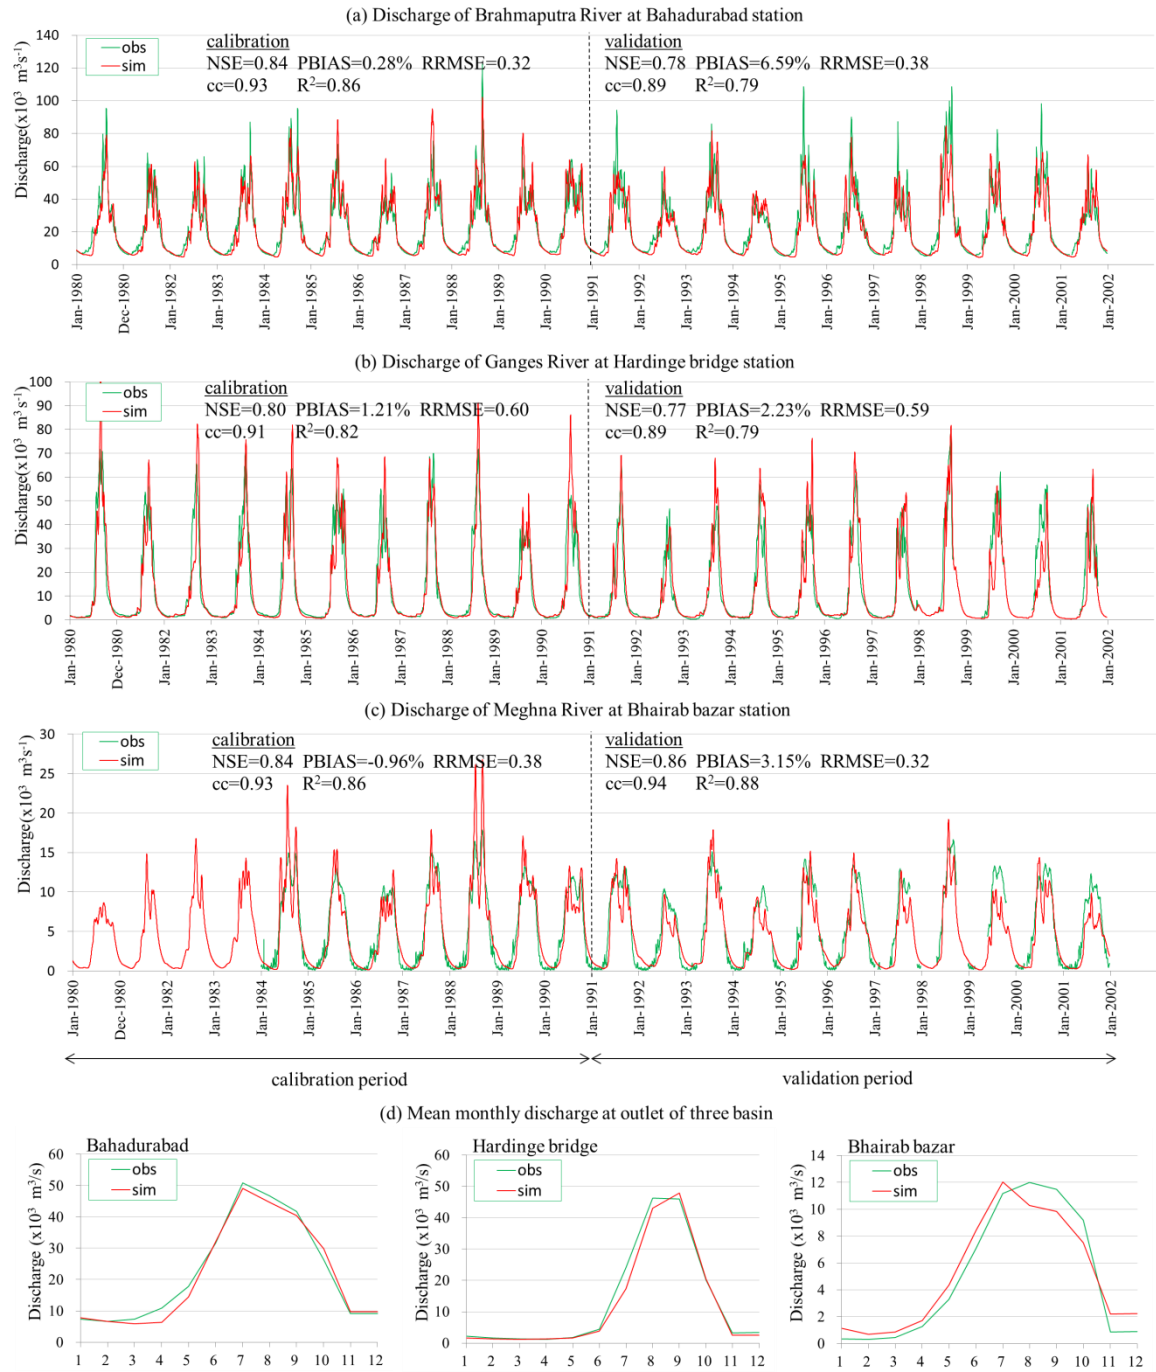 (a) Discharge of Brahmaputra River at Bahadurabad station
obs
sim
calibration
NSE=0.84 PBIAS=0.28% RRMSE=0.32
cc=0.93 R²=0.86
validation
NSE=0.78 PBIAS=6.59% RRMSE=0.38
cc=0.89 R²=0.79
Discharge(x10³ m³s⁻¹)
140
120
100
80
60
40
20
0
Jan-1980
Dec-1980
Jan-1982
Jan-1983
Jan-1984
Jan-1985
Jan-1986
Jan-1987
Jan-1988
Jan-1989
Jan-1990
Jan-1991
Jan-1992
Jan-1993
Jan-1994
Jan-1995
Jan-1996
Jan-1997
Jan-1998
Jan-1999
Jan-2000
Jan-2001
Jan-2002
(b) Discharge of Ganges River at Hardinge bridge station
obs
sim
calibration
NSE=0.80 PBIAS=1.21% RRMSE=0.60
cc=0.91 R²=0.82
validation
NSE=0.77 PBIAS=2.23% RRMSE=0.59
cc=0.89 R²=0.79
Discharge(x10³ m³s⁻¹)
100
90
80
70
60
50
40
30
20
10
0
Jan-1980
Dec-1980
Jan-1982
Jan-1983
Jan-1984
Jan-1985
Jan-1986
Jan-1987
Jan-1988
Jan-1989
Jan-1990
Jan-1991
Jan-1992
Jan-1993
Jan-1994
Jan-1995
Jan-1996
Jan-1997
Jan-1998
Jan-1999
Jan-2000
Jan-2001
Jan-2002
(c) Discharge of Meghna River at Bhairab bazar station
obs
sim
calibration
NSE=0.84 PBIAS=-0.96% RRMSE=0.38
cc=0.93 R²=0.86
validation
NSE=0.86 PBIAS=3.15% RRMSE=0.32
cc=0.94 R²=0.88
Discharge(x10³ m³s⁻¹)
30
25
20
15
10
5
0
Jan-1980
Dec-1980
Jan-1982
Jan-1983
Jan-1984
Jan-1985
Jan-1986
Jan-1987
Jan-1988
Jan-1989
Jan-1990
Jan-1991
Jan-1992
Jan-1993
Jan-1994
Jan-1995
Jan-1996
Jan-1997
Jan-1998
Jan-1999
Jan-2000
Jan-2001
Jan-2002
calibration period
validation period
(d) Mean monthly discharge at outlet of three basin
Bahadurabad
obs
sim
Discharge (x10³ m³/s)
60
50
40
30
20
10
0
1 2 3 4 5 6 7 8 9 10 11 12
Hardinge bridge
obs
sim
Discharge (x10³ m³/s)
60
50
40
30
20
10
0
1 2 3 4 5 6 7 8 9 10 11 12
Bhairab bazar
obs
sim
Discharge (x10³ m³/s)
14
12
10
8
6
4
2
0
1 2 3 4 5 6 7 8 9 10 11 12